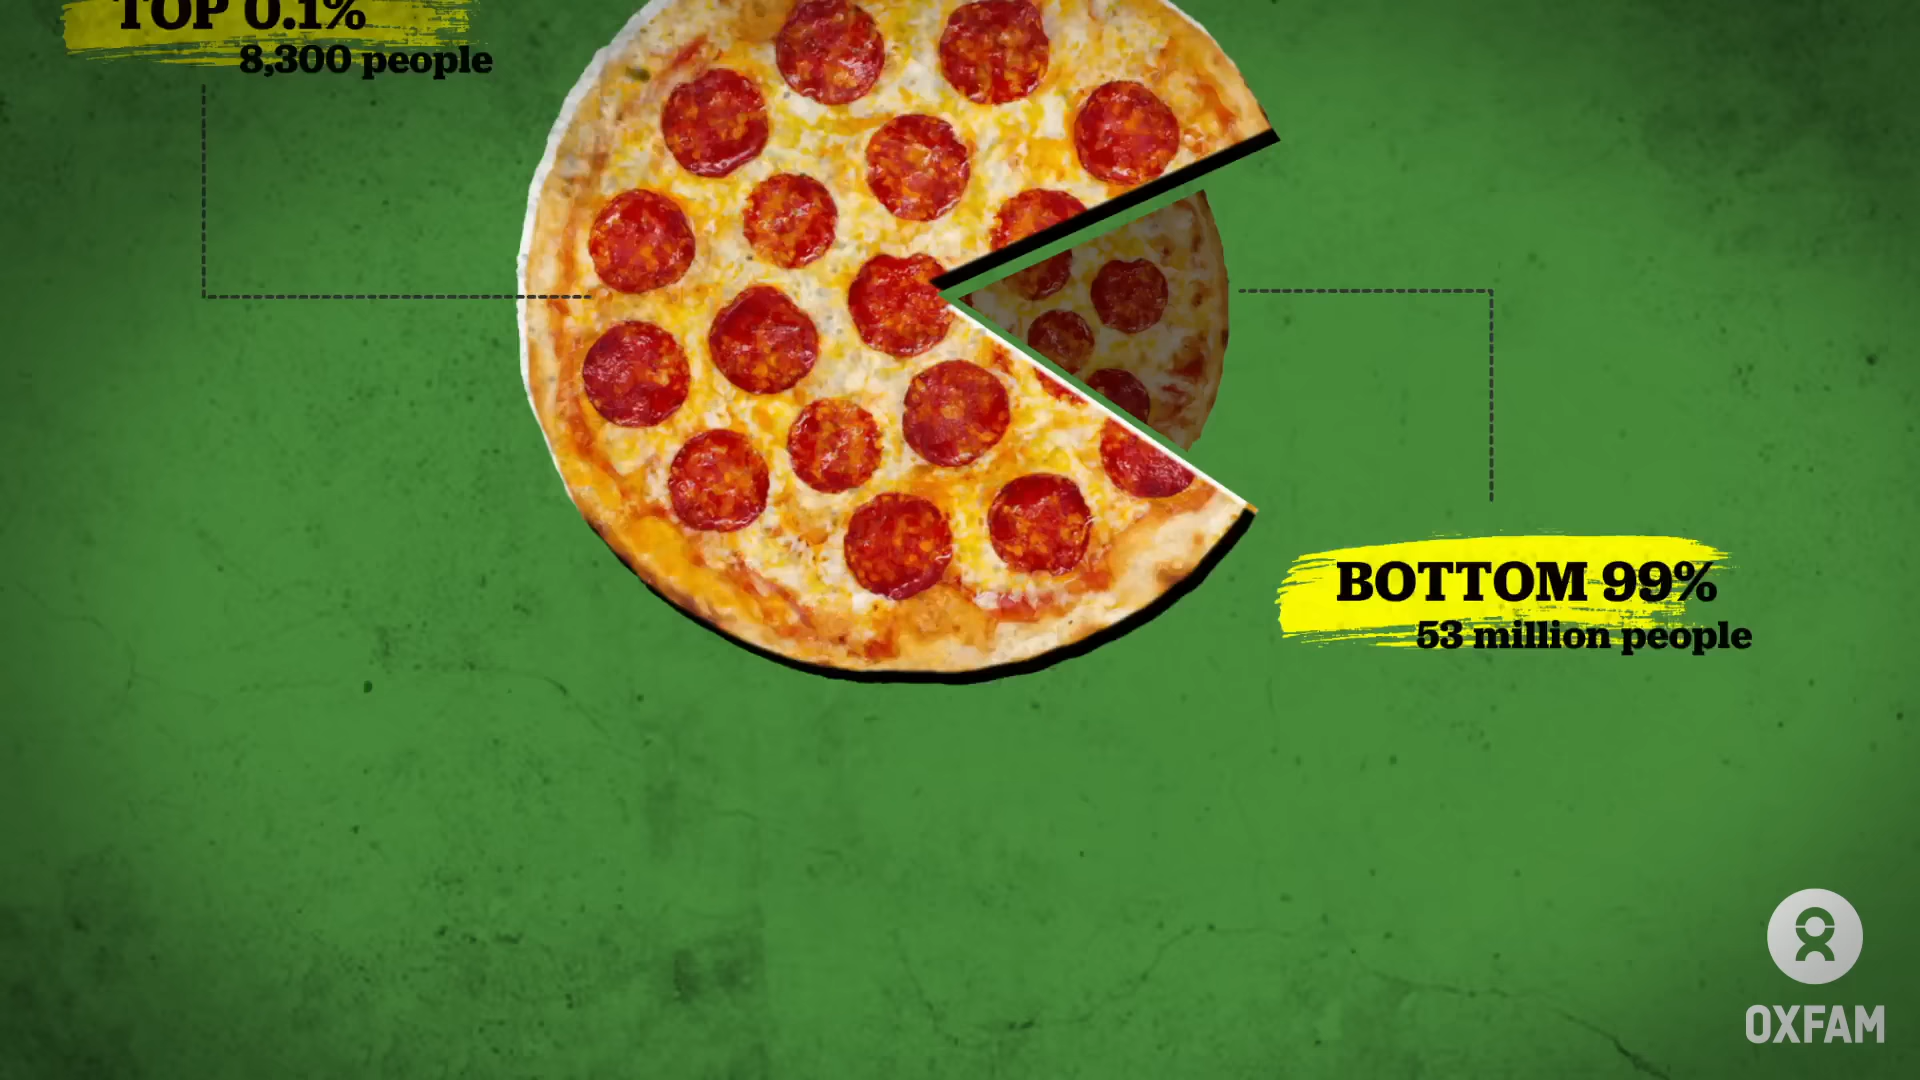 TOP 0.1%
8,300 people
BOTTOM 99%
53 million people
OXFAM